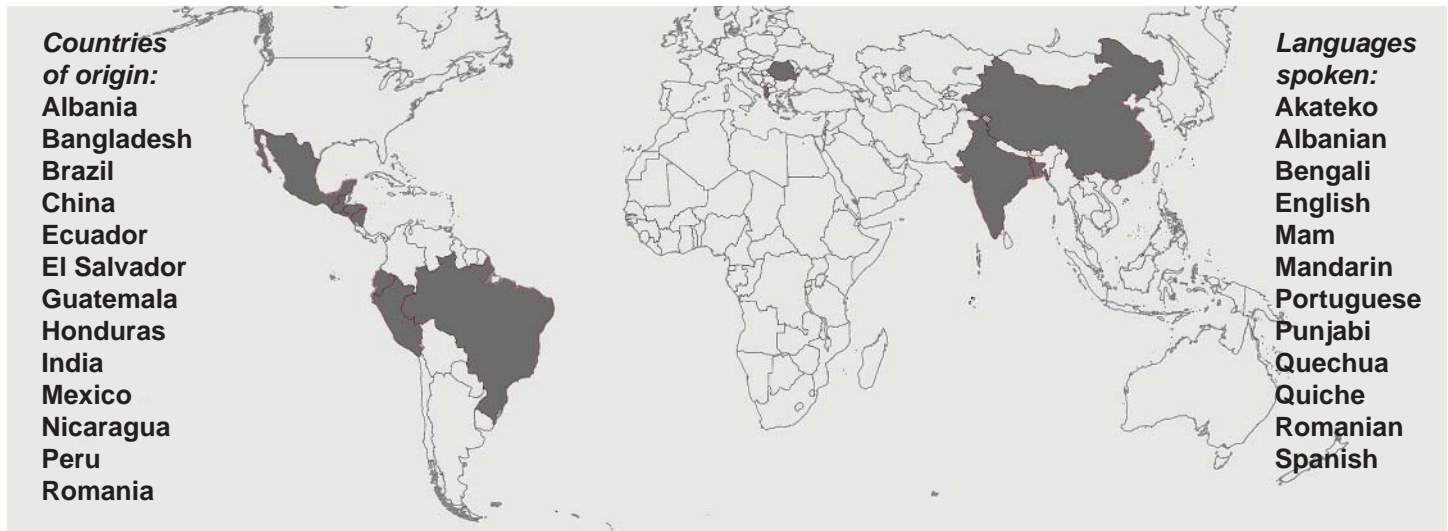 Countries
of origin:
Albania
Bangladesh
Brazil
China
Ecuador
El Salvador
Guatemala
Honduras
India
Mexico
Nicaragua
Peru
Romania
Languages
spoken:
Akateko
Albanian
Bengali
English
Mam
Mandarin
Portuguese
Punjabi
Quechua
Quiche
Romanian
Spanish